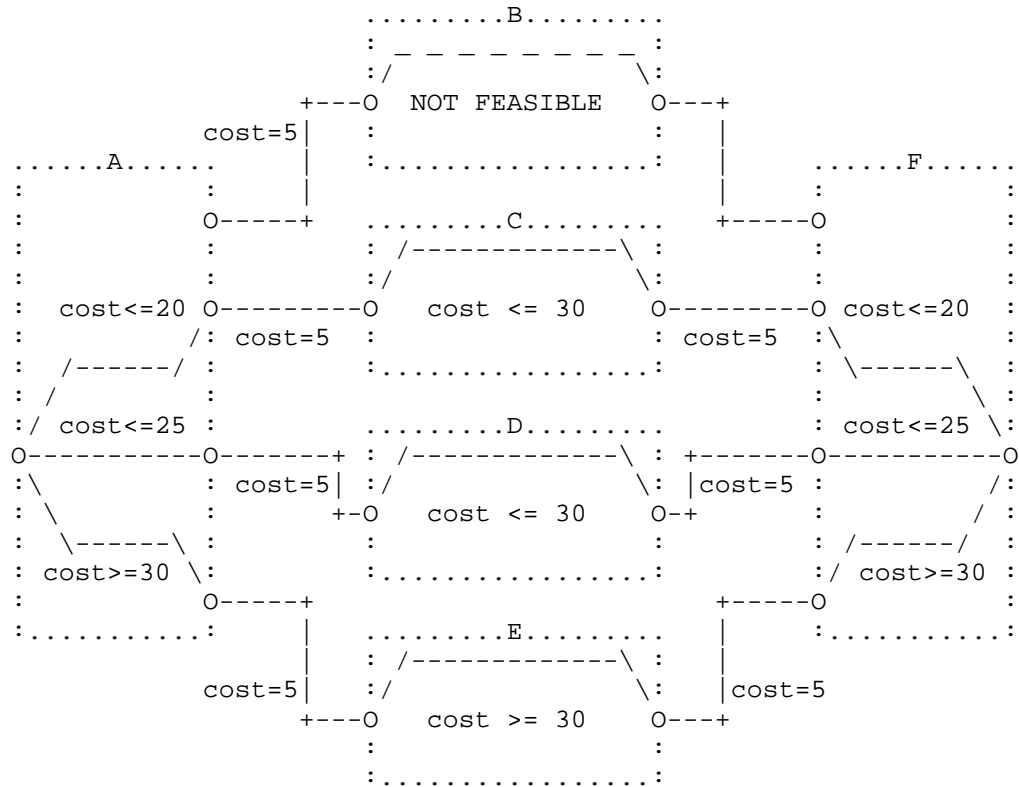 B
NOT FEASIBLE
cost=5
A F
C
cost<=20 cost <= 30 cost<=20
cost=5 cost=5
cost<=25 D cost<=25
cost=5 cost=5
cost <= 30
cost>=30 cost>=30
E
cost=5 cost=5
cost >= 30